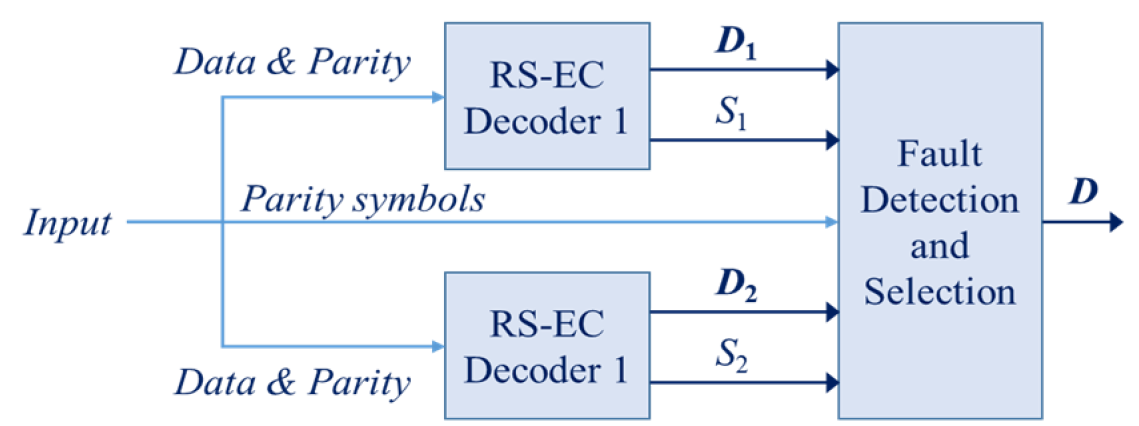 Data & Parity
RS-EC
Decoder 1
D1
S1
Fault
Detection
and
Selection
Input
Parity symbols
D
Data & Parity
RS-EC
Decoder 1
D2
S2